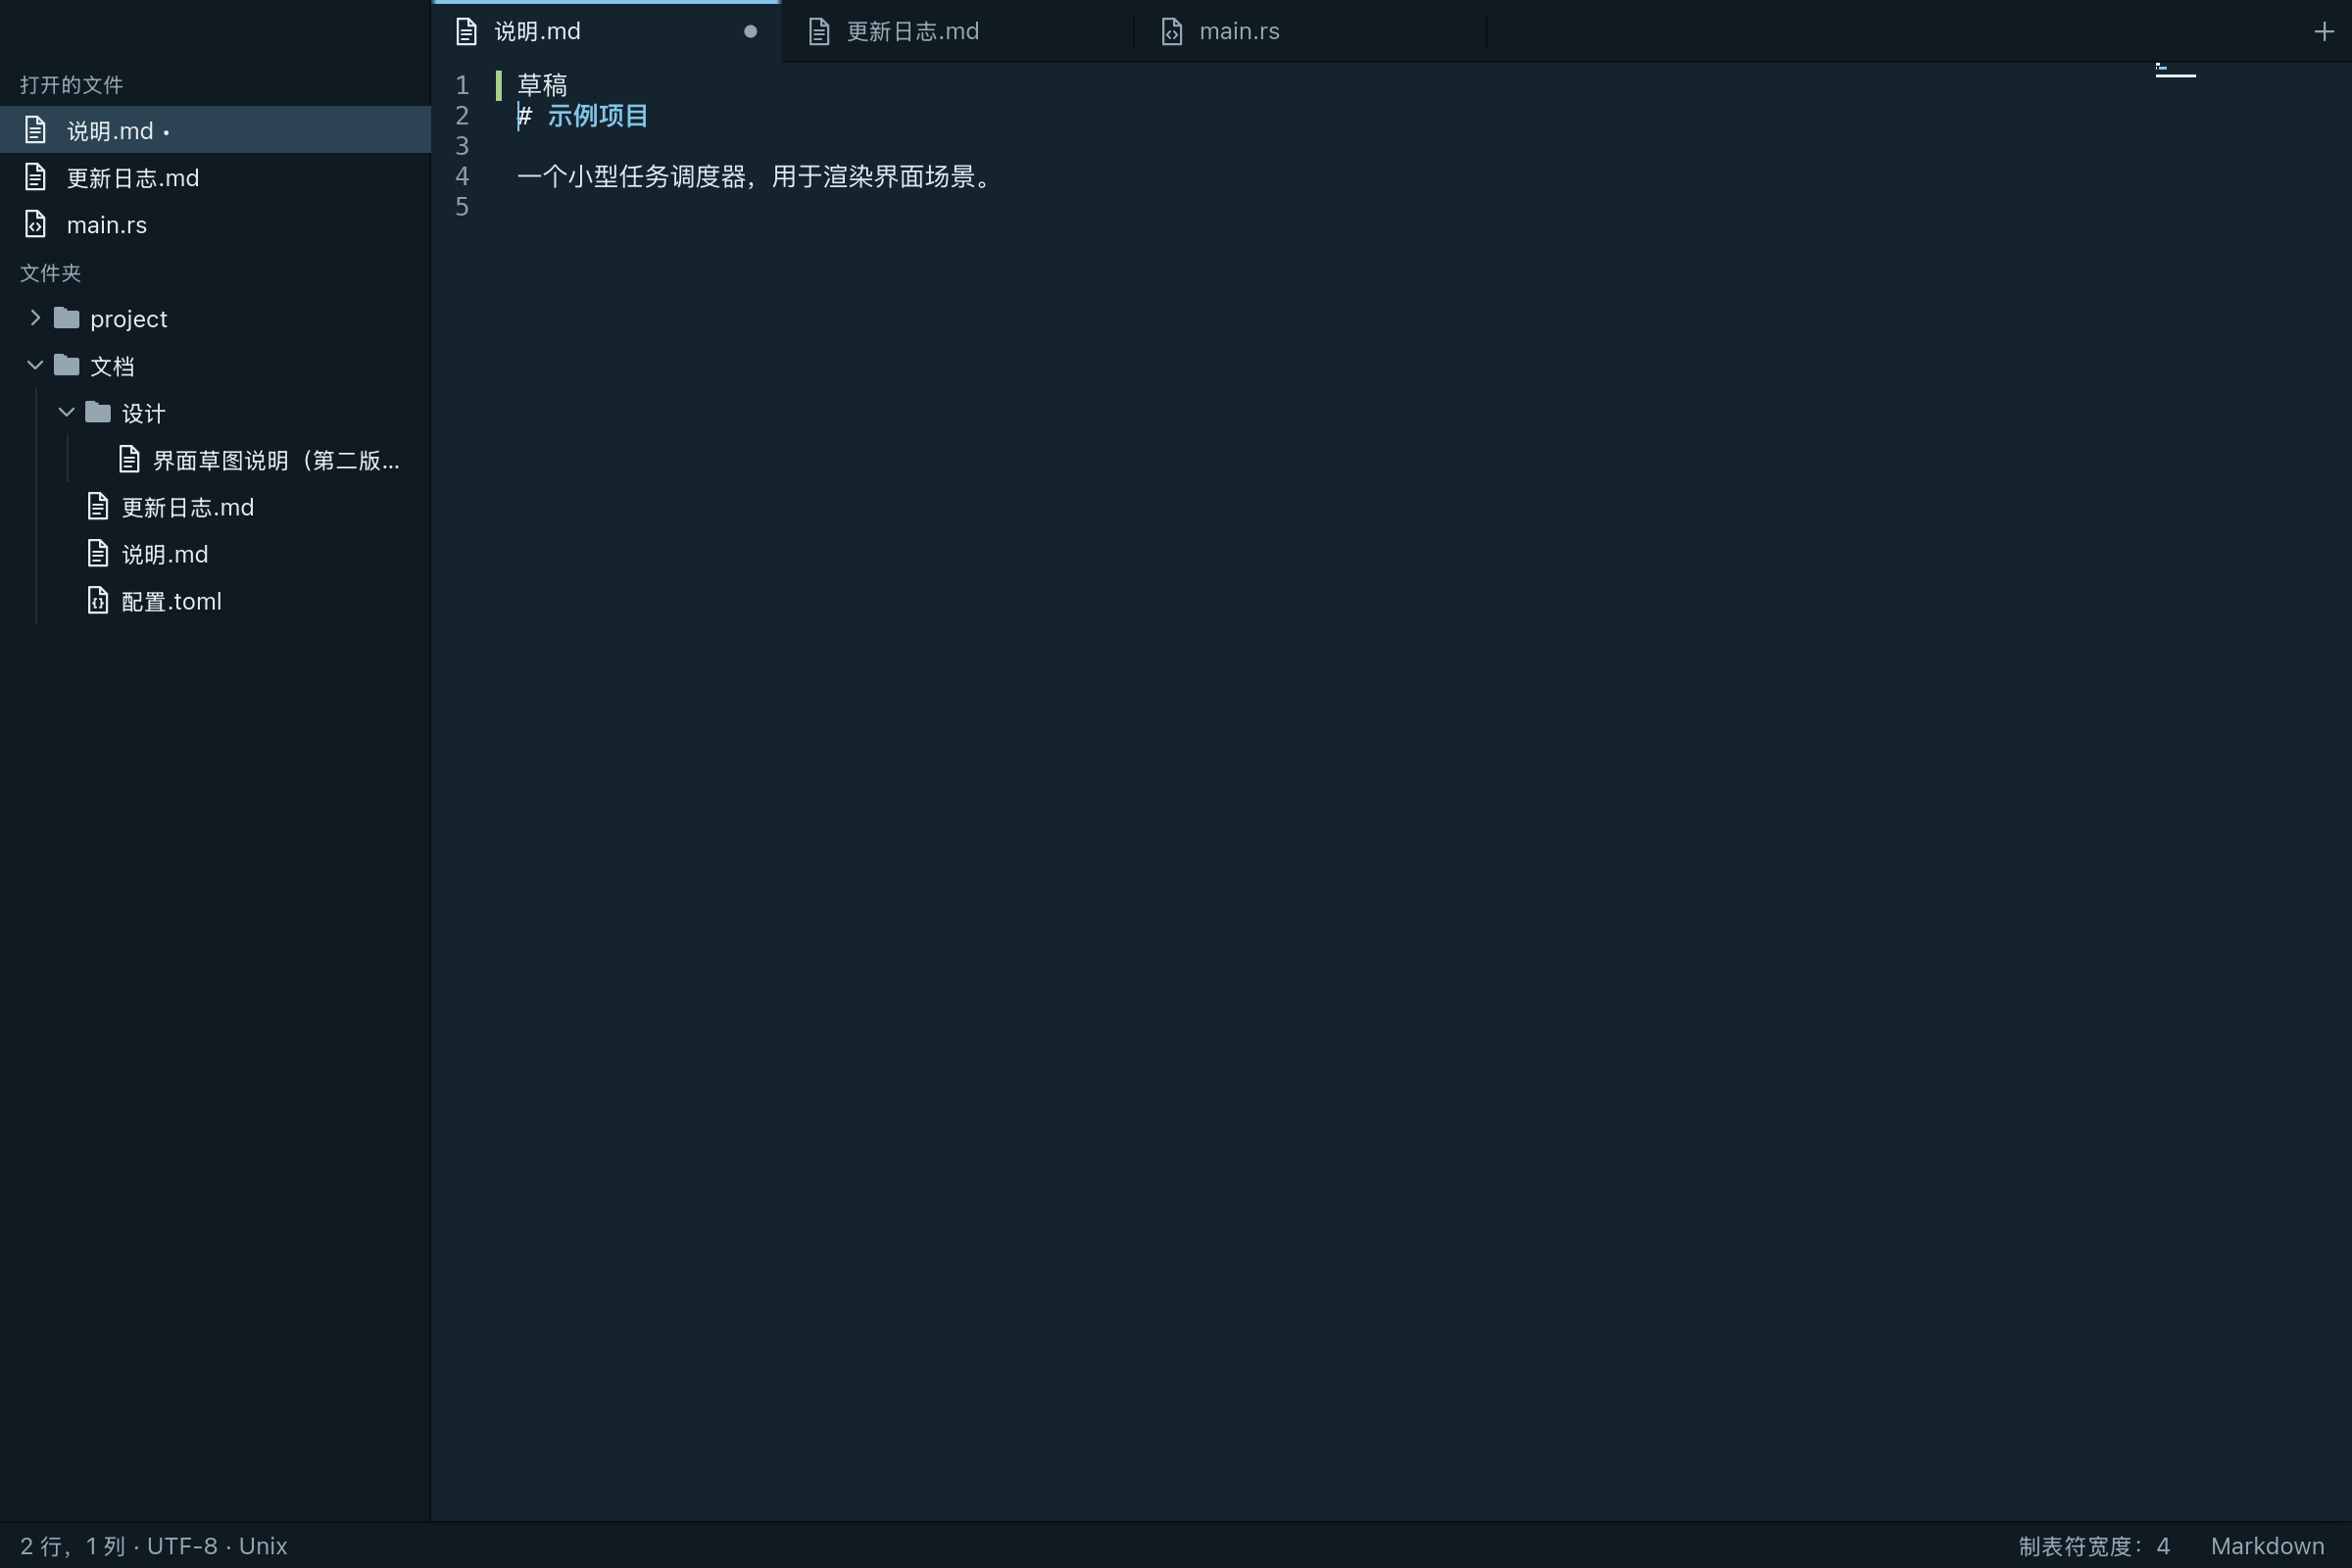 打开的文件
说明.md •
更新日志.md
main.rs
文件夹
project
文档
设计
界面草图说明（第二版...
更新日志.md
说明.md
配置.toml
说明.md
更新日志.md
main.rs
1 草稿
2 # 示例项目
3
4 一个小型任务调度器，用于渲染界面场景。
5
2 行，1 列 · UTF-8 · Unix
制表符宽度：4
Markdown